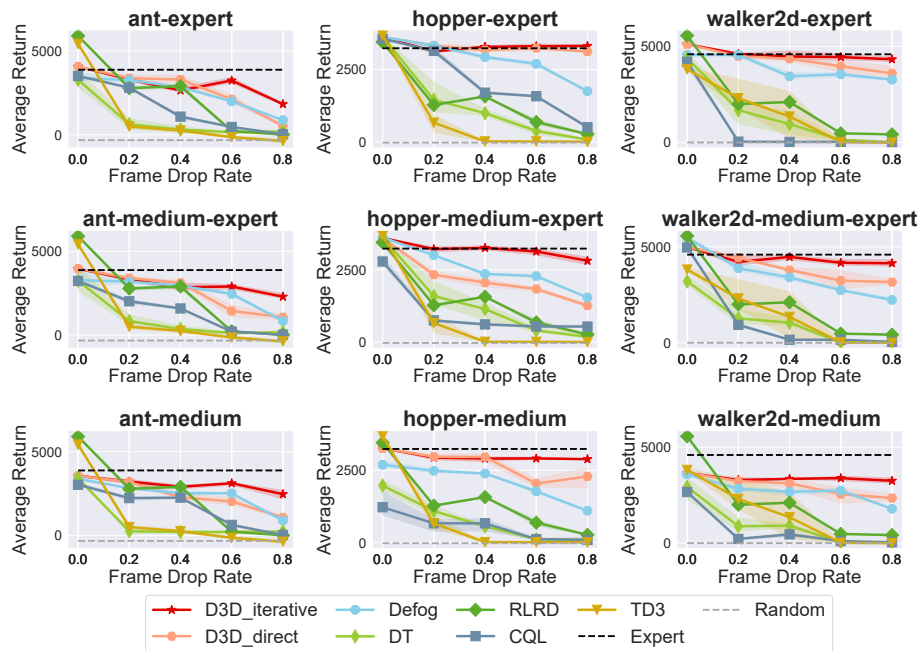 ant-expert
hopper-expert
walker2d-expert
Average Return
5000
0
0.0 0.2 0.4 0.6 0.8
Frame Drop Rate
Average Return
2500
0
0.0 0.2 0.4 0.6 0.8
Frame Drop Rate
Average Return
5000
0
0.0 0.2 0.4 0.6 0.8
Frame Drop Rate
ant-medium-expert
hopper-medium-expert
walker2d-medium-expert
Average Return
5000
0
0.0 0.2 0.4 0.6 0.8
Frame Drop Rate
Average Return
2500
0
0.0 0.2 0.4 0.6 0.8
Frame Drop Rate
Average Return
5000
0
0.0 0.2 0.4 0.6 0.8
Frame Drop Rate
ant-medium
hopper-medium
walker2d-medium
Average Return
5000
0
0.0 0.2 0.4 0.6 0.8
Frame Drop Rate
Average Return
2500
0
0.0 0.2 0.4 0.6 0.8
Frame Drop Rate
Average Return
5000
0
0.0 0.2 0.4 0.6 0.8
Frame Drop Rate
D3D_iterative Defog RLRD TD3 Random
D3D_direct DT CQL Expert